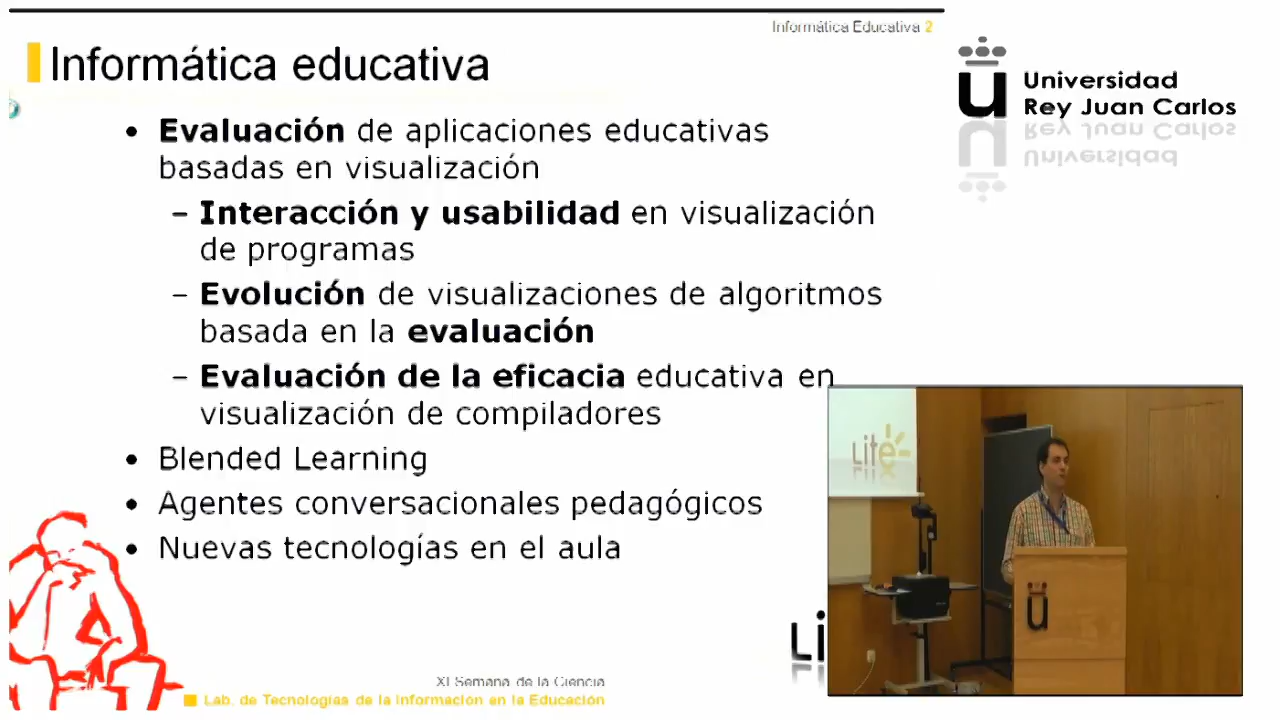 Informática Educativa 2
Informática educativa
Universidad
Rey Juan Carlos
• Evaluación de aplicaciones educativas
basadas en visualización
– Interacción y usabilidad en visualización
de programas
– Evolución de visualizaciones de algoritmos
basada en la evaluación
– Evaluación de la eficacia educativa en
visualización de compiladores
• Blended Learning
• Agentes conversacionales pedagógicos
• Nuevas tecnologías en el aula
Lite
u
XI Semana de la Ciencia
Lab. de Tecnologías de la Informacion en la Educación